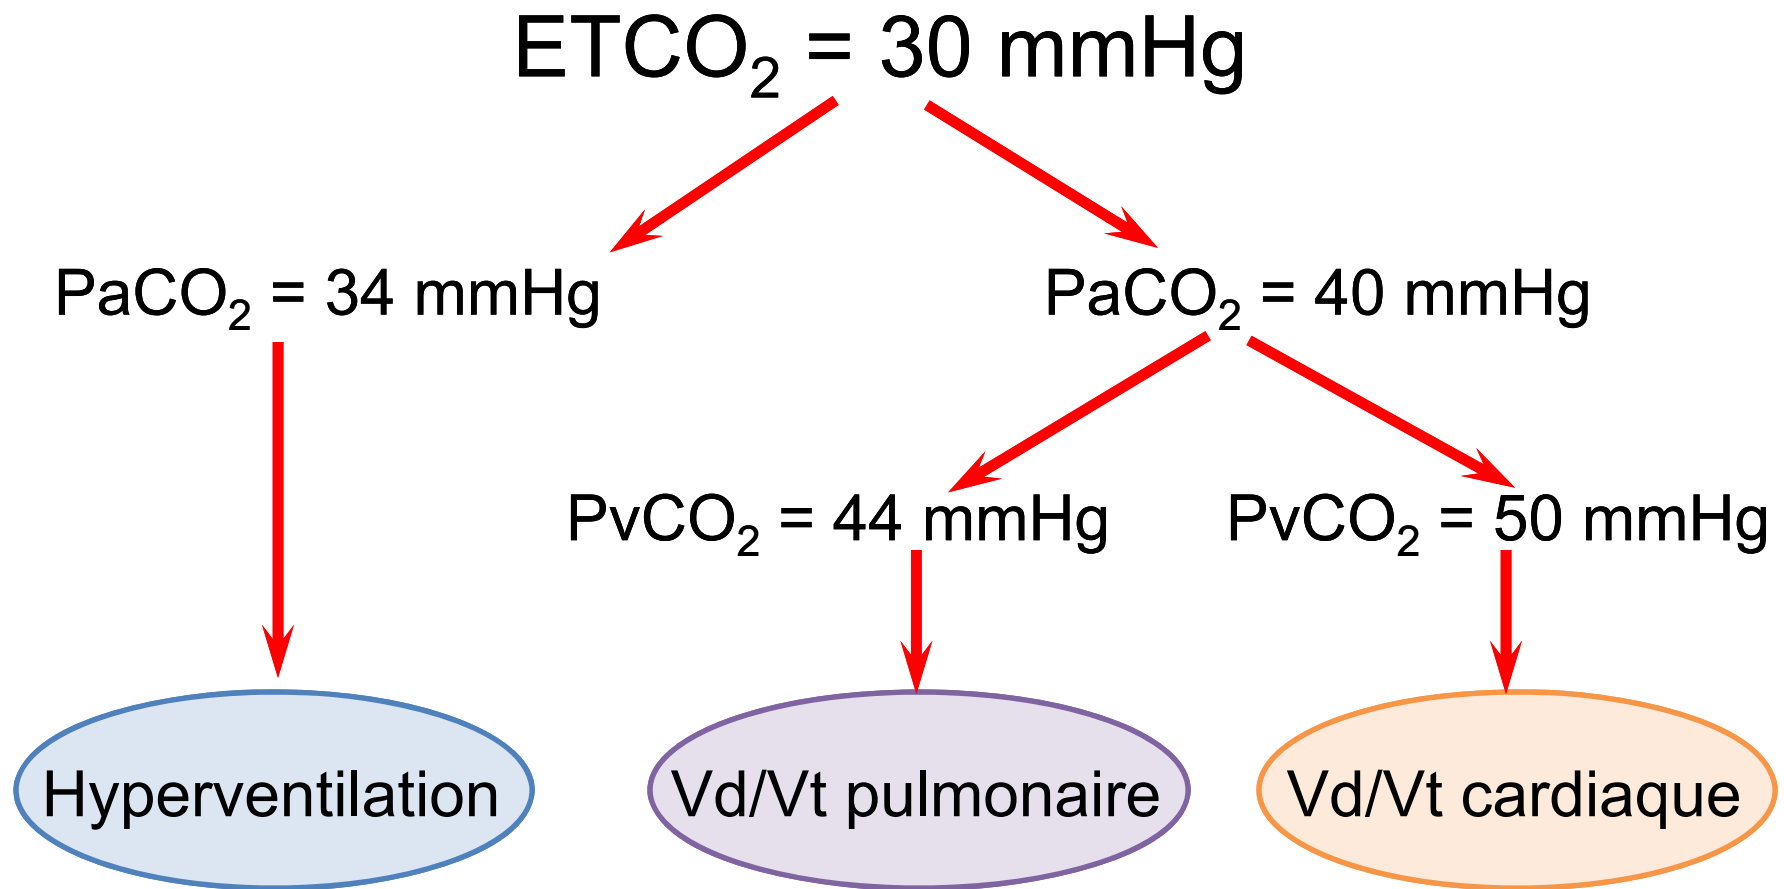 ETCO₂ = 30 mmHg
PaCO₂ = 34 mmHg
PaCO₂ = 40 mmHg
PvCO₂ = 44 mmHg
PvCO₂ = 50 mmHg
Hyperventilation
Vd/Vt pulmonaire
Vd/Vt cardiaque